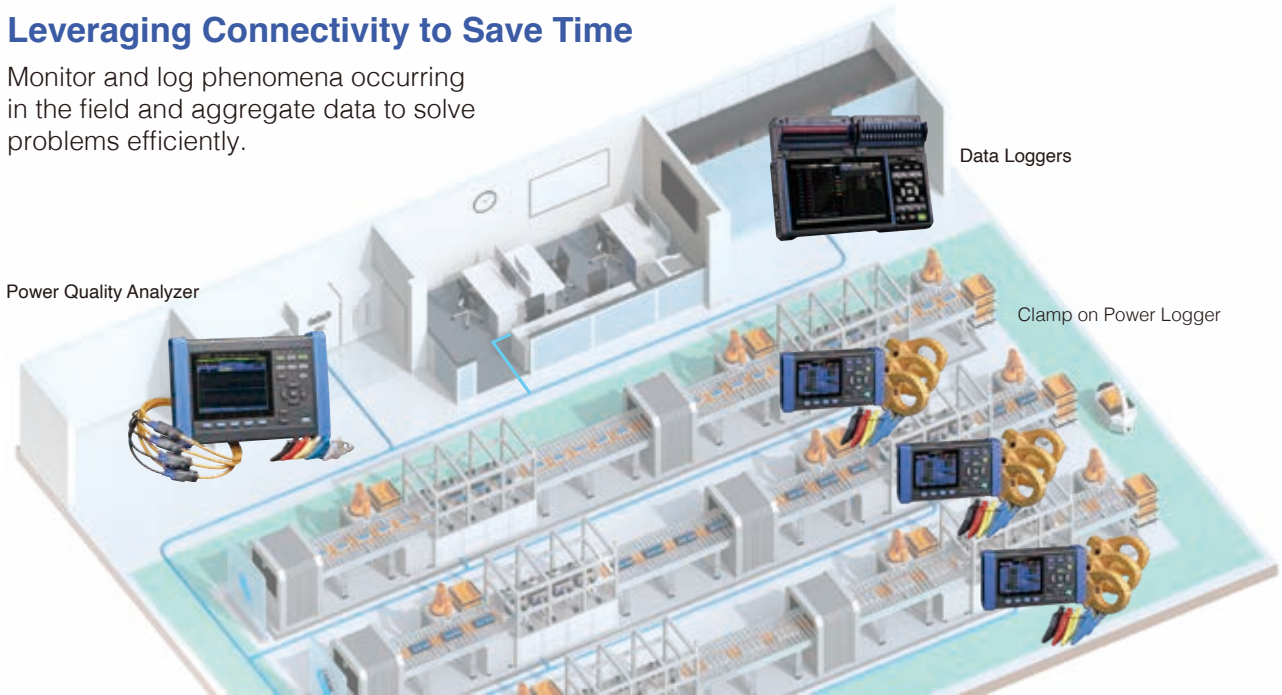 Leveraging Connectivity to Save Time
Monitor and log phenomena occurring
in the field and aggregate data to solve
problems efficiently.
Data Loggers
Power Quality Analyzer
Clamp on Power Logger